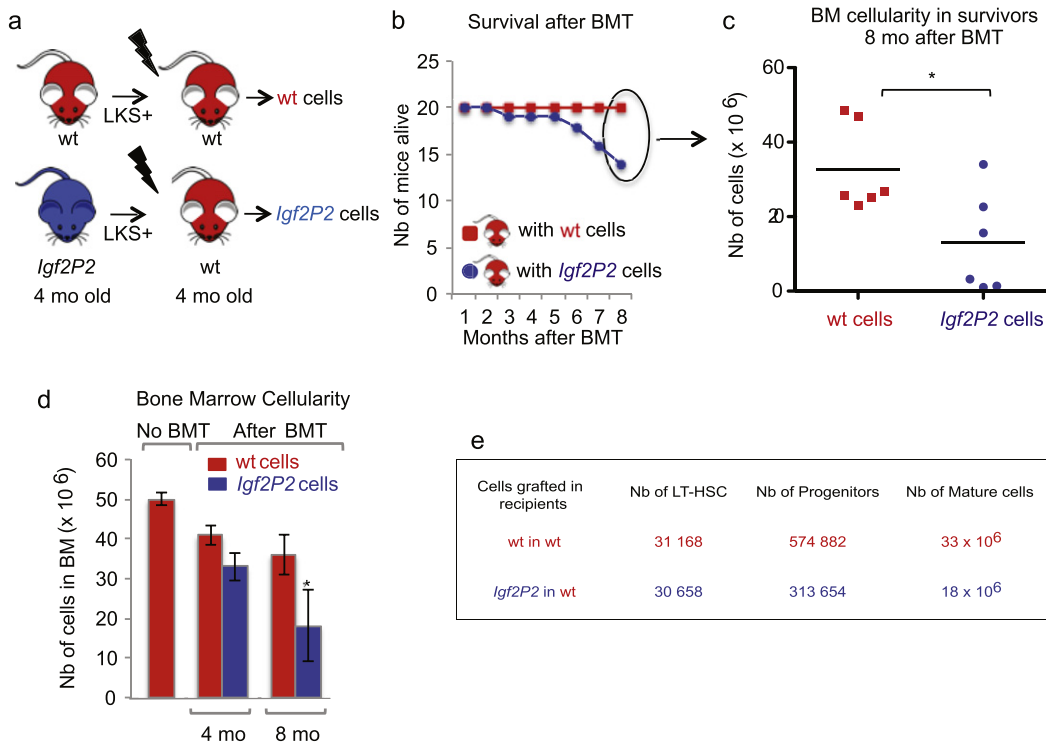 a
wt
LKS+
wt
wt cells
Igf2P2
4 mo old
LKS+
wt
4 mo old
Igf2P2 cells
b
Survival after BMT
Nb of mice alive
25
20
15
10
5
0
with wt cells
with Igf2P2 cells
1 2 3 4 5 6 7 8
Months after BMT
c
BM cellularity in survivors
8 mo after BMT
Nb of cells (x 10 6)
60
40
20
0
*
wt cells
Igf2P2 cells
d
Bone Marrow Cellularity
No BMT After BMT
wt cells
Igf2P2 cells
Nb of cells in BM (x 10 6)
60
50
40
30
20
10
0
*
4 mo 8 mo
e
Cells grafted in recipients Nb of LT-HSC Nb of Progenitors Nb of Mature cells
wt in wt 31 168 574 882 33 x 10 6
Igf2P2 in wt 30 658 313 654 18 x 10 6